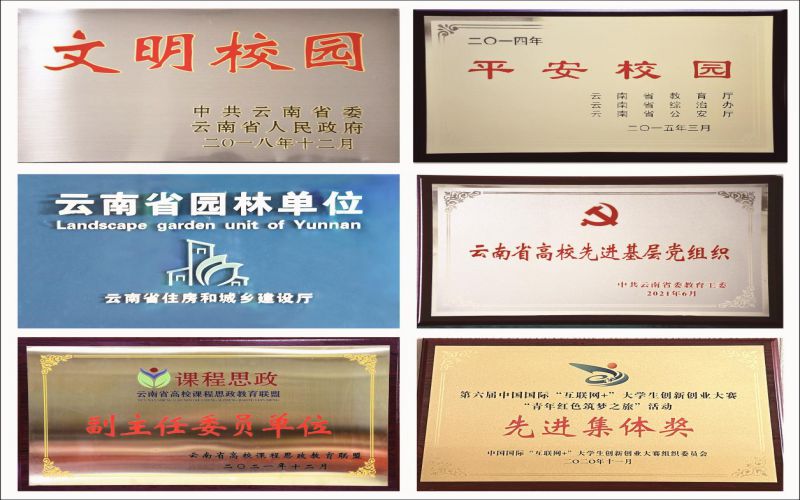 文明校园
中共云南省委
云南省人民政府
二〇一八年十二月
二〇一四年
平安校园
云南省教育厅
云南省综治办
云南省公安厅
二〇一五年三月
云南省园林单位
Landscape garden unit of Yunnan
云南省住房和城乡建设厅
云南省高校先进基层党组织
中共云南省委教育工委
2021年6月
课程思政
云南省高校课程思政教育联盟
副主任委员单位
云南省高校课程思政教育联盟
二〇二一年十二月
第六届中国国际“互联网+”大学生创新创业大赛
“青年红色筑梦之旅”活动
先进集体奖
中国国际“互联网+”大学生创新创业大赛组织委员会
二〇二〇年十一月